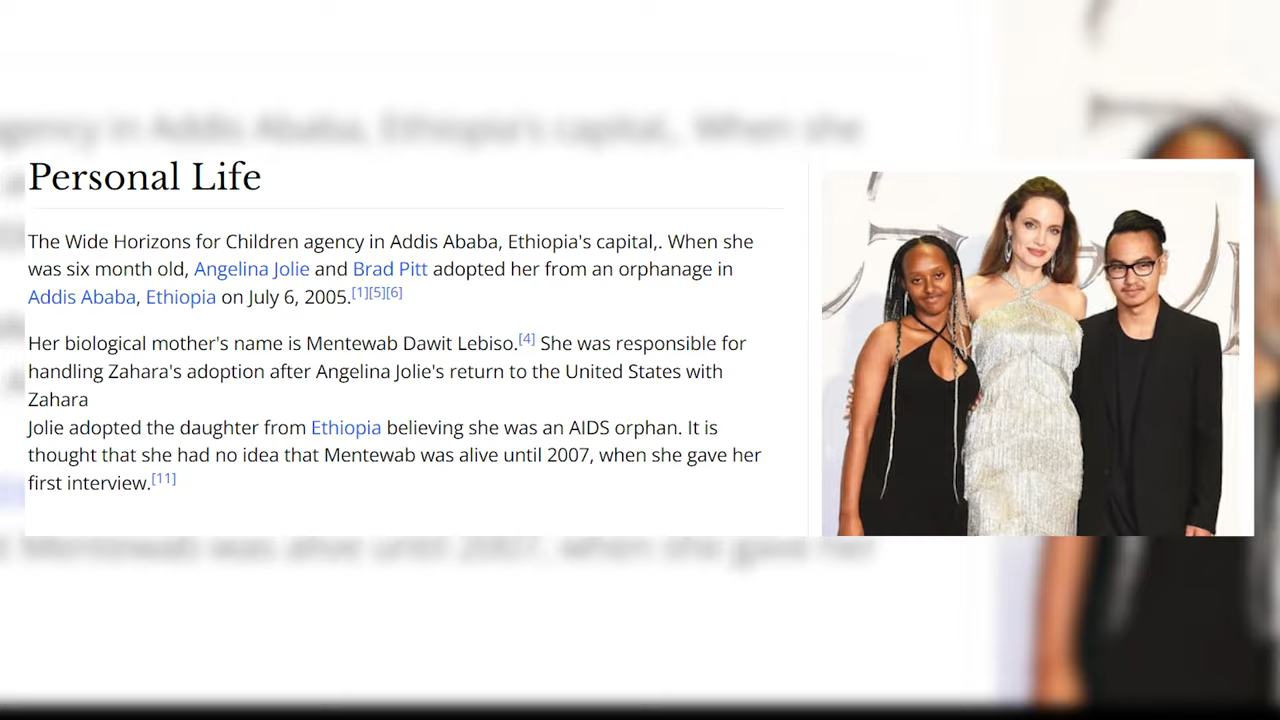 Personal Life
The Wide Horizons for Children agency in Addis Ababa, Ethiopia's capital,. When she
was six month old, Angelina Jolie and Brad Pitt adopted her from an orphanage in
Addis Ababa, Ethiopia on July 6, 2005.[1][5][6]
Her biological mother's name is Mentewab Dawit Lebiso.[4] She was responsible for
handling Zahara's adoption after Angelina Jolie's return to the United States with
Zahara
Jolie adopted the daughter from Ethiopia believing she was an AIDS orphan. It is
thought that she had no idea that Mentewab was alive until 2007, when she gave her
first interview.[11]